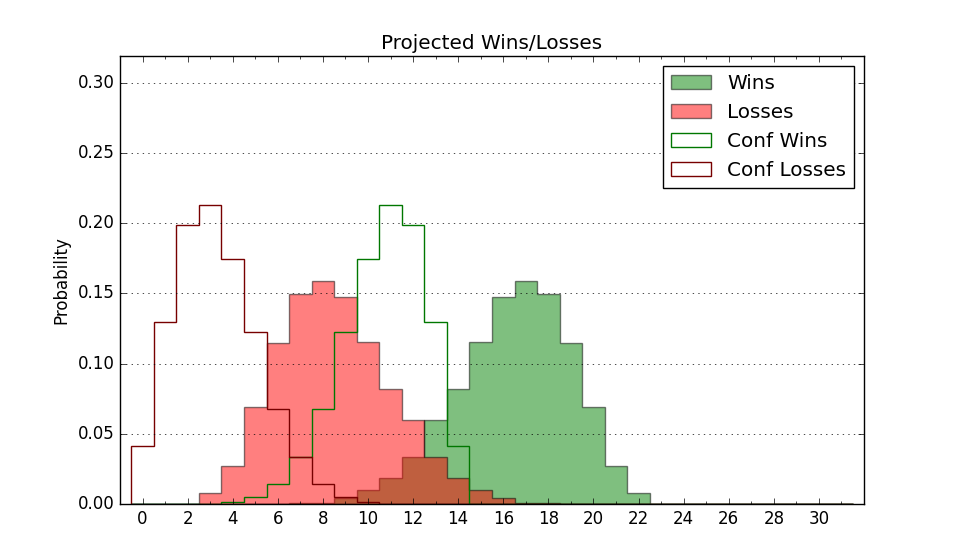 Projected Wins/Losses
Wins
Losses
Conf Wins
Conf Losses
Probability
0.30
0.25
0.20
0.15
0.10
0.05
0.00
0 2 4 6 8 10 12 14 16 18 20 22 24 26 28 30